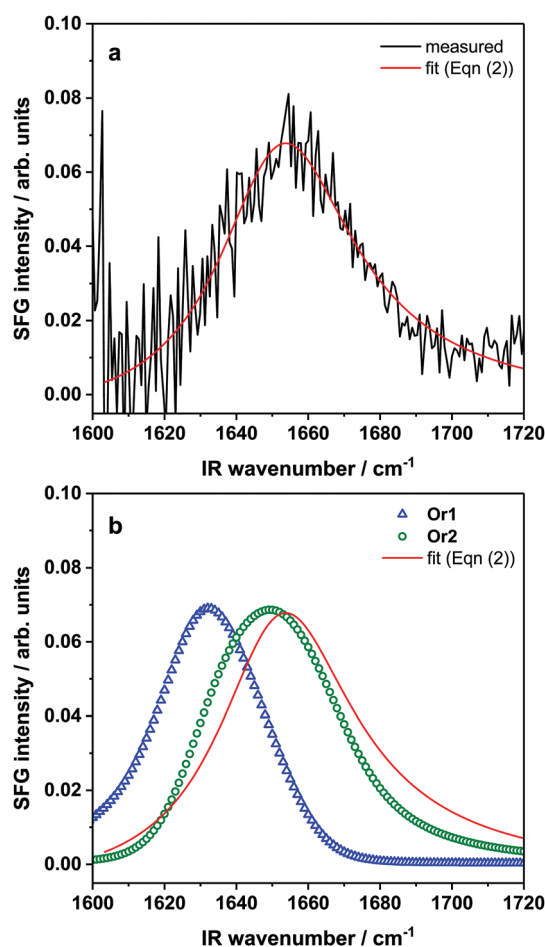 0.10
a
measured
fit (Eqn (2))
0.08
0.06
0.04
0.02
0.00
SFG intensity / arb. units
1600 1620 1640 1660 1680 1700 1720
IR wavenumber / cm⁻¹
0.10
b
Or1
Or2
fit (Eqn (2))
0.08
0.06
0.04
0.02
0.00
SFG intensity / arb. units
1600 1620 1640 1660 1680 1700 1720
IR wavenumber / cm⁻¹